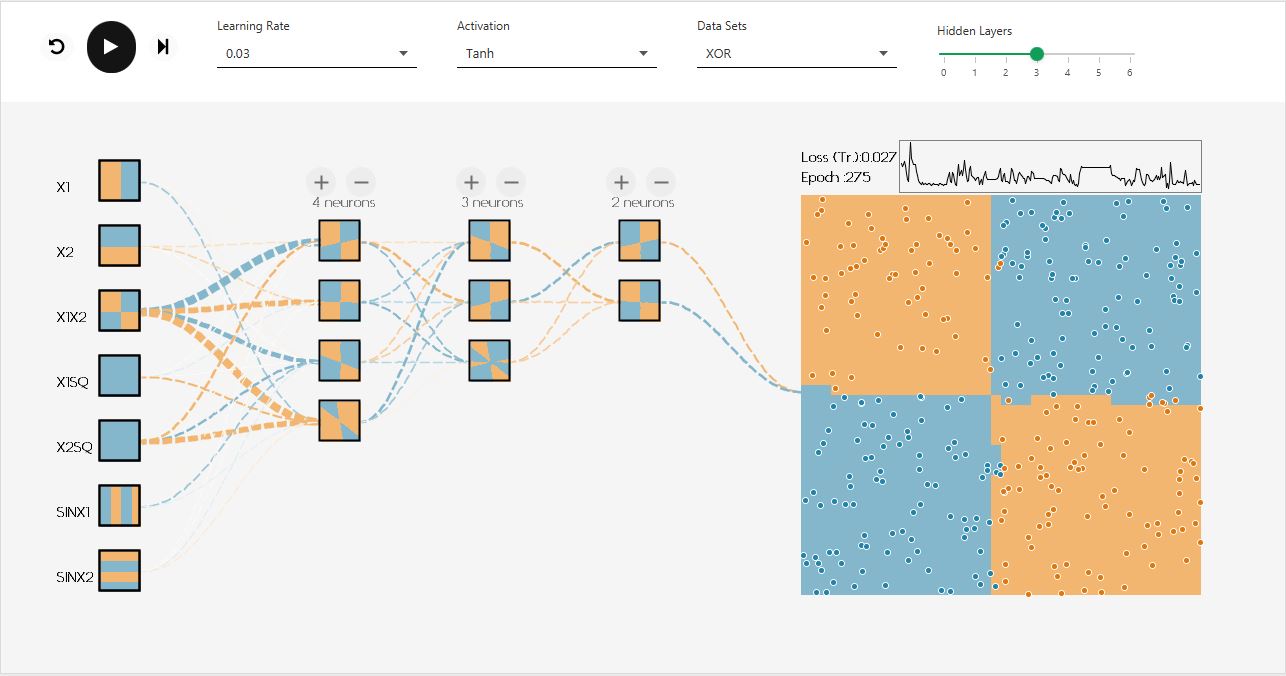 Learning Rate
0.03
Activation
Tanh
Data Sets
XOR
Hidden Layers
0 1 2 3 4 5 6
X1
X2
X1X2
X1SQ
X2SQ
SINX1
SINX2
+ −
4 neurons
+ −
3 neurons
+ −
2 neurons
Loss (Tr.):0.027
Epoch :275